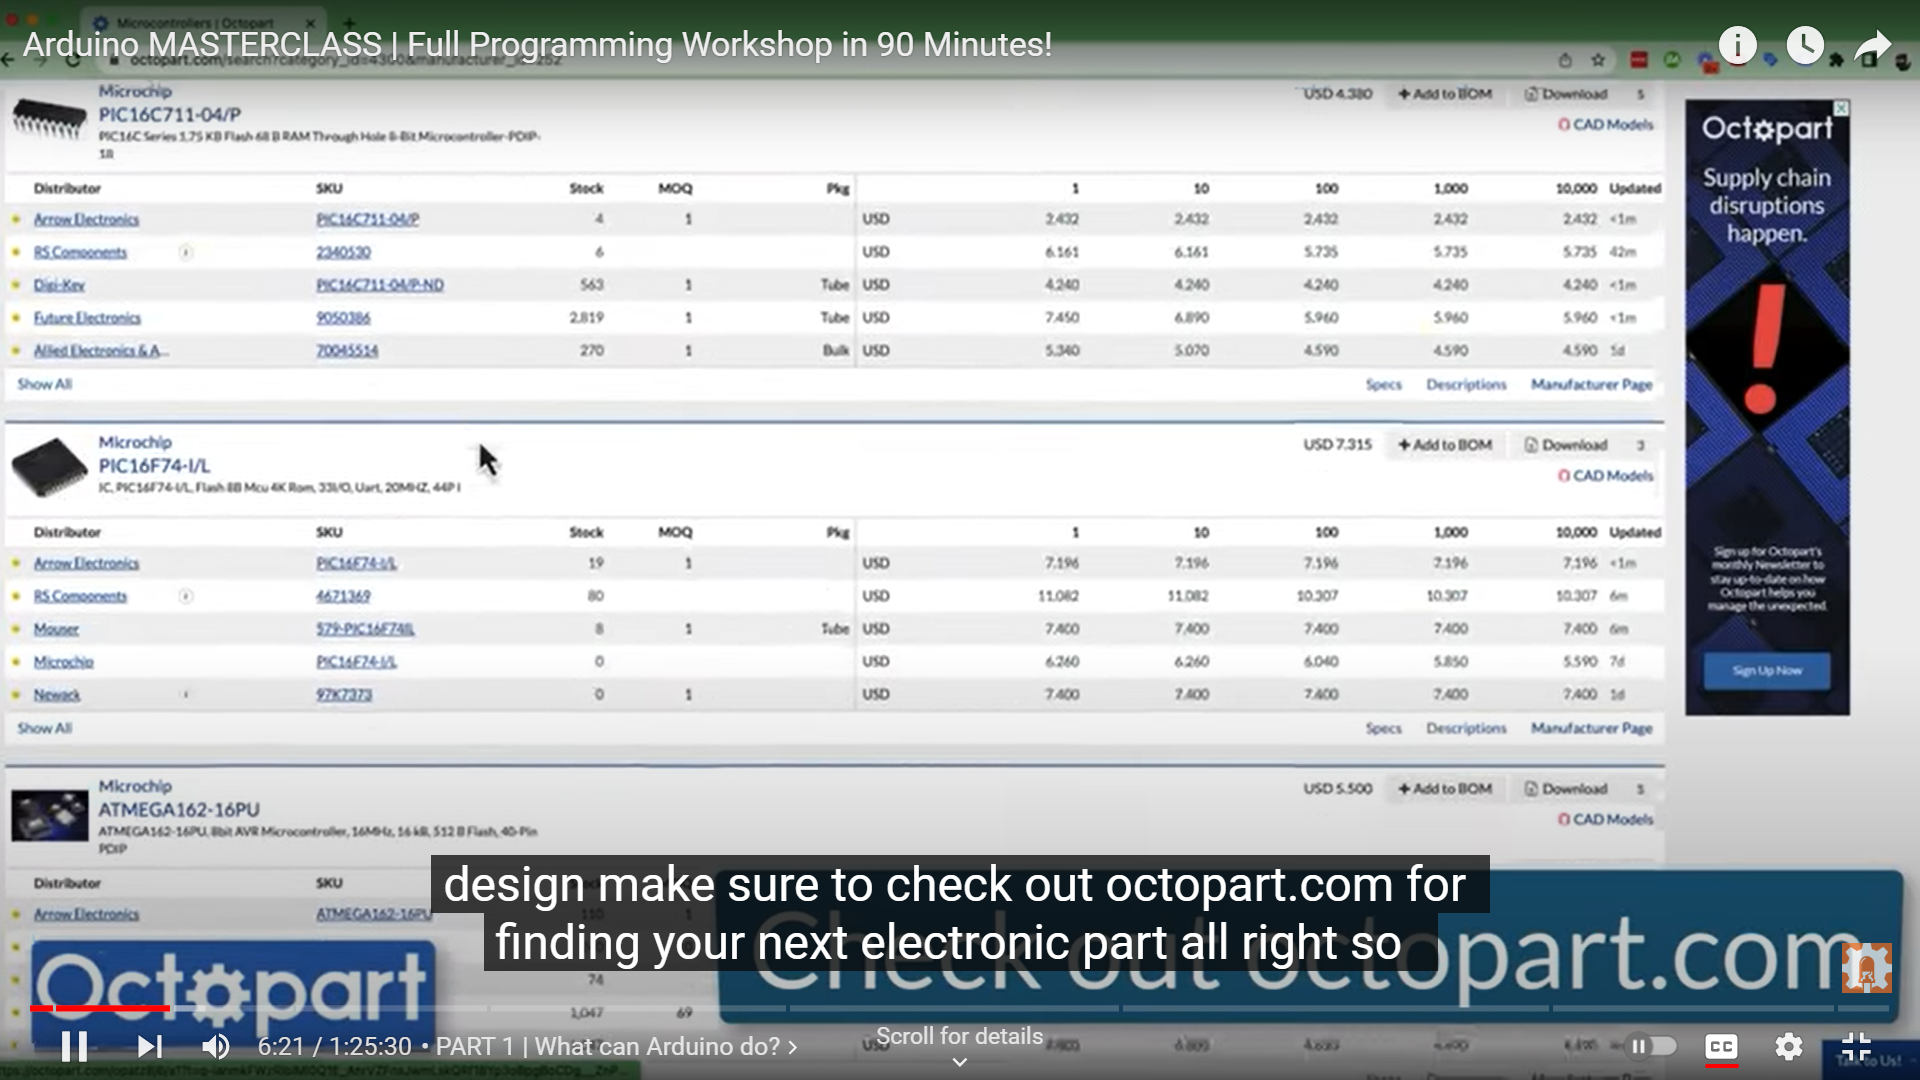 Microcontrollers | Octopart
Arduino MASTERCLASS | Full Programming Workshop in 90 Minutes!
Microchip
PIC16C711-04/P
PIC16C Series 1.75 KB Flash 68 B RAM Through Hole 8-Bit Microcontroller-PDIP-
18
USD 4.380 + Add to BOM Download 5
CAD Models
Distributor SKU Stock MOQ Pkg 1 10 100 1,000 10,000 Updated
Arrow Electronics PIC16C711-04/P 4 1 USD 2.432 2.432 2.432 2.432 2.432 <1m
RS Components 2340530 6 USD 6.161 6.161 5.735 5.735 5.735 42m
Digi-Key PIC16C711-04/P-ND 563 1 Tube USD 4.240 4.240 4.240 4.240 4.240 <1m
Future Electronics 9050386 2,819 1 Tube USD 7.450 6.890 5.960 5.960 5.960 <1m
Allied Electronics & A... 70045514 270 1 Bulk USD 5.340 5.070 4.590 4.590 4.590 5d
Show All Specs Descriptions Manufacturer Page
Microchip
PIC16F74-I/L
IC, PIC16F74-I/L, Flash 8B Mcu 4K Rom, 33I/O, Uart, 20MHZ, 44Pl
USD 7.315 + Add to BOM Download 3
CAD Models
Distributor SKU Stock MOQ Pkg 1 10 100 1,000 10,000 Updated
Arrow Electronics PIC16F74-I/L 19 1 USD 7.196 7.196 7.196 7.196 7.196 <1m
RS Components 4671369 80 USD 11.082 11.082 10.307 10.307 10.307 6m
Mouser 579-PIC16F74IL 8 1 Tube USD 7.400 7.400 7.400 7.400 7.400 6m
Microchip PIC16F74-I/L 0 USD 6.260 6.260 6.040 5.850 5.590 7d
Newark 97K7373 0 1 USD 7.400 7.400 7.400 7.400 7.400 1d
Show All Specs Descriptions Manufacturer Page
Microchip
ATMEGA162-16PU
ATMEGA162-16PU, 8bit AVR Microcontroller, 16MHz, 16 kB, 512 B Flash, 40-Pin
PDIP
USD 5.500 + Add to BOM Download 5
CAD Models
Distributor SKU
Arrow Electronics ATMEGA162-16PU 110 1
74
1,047 69
Octopart
Supply chain
disruptions
happen.
!
Sign up for Octopart's
monthly Newsletter to
stay up-to-date on how
Octopart helps you
manage the unexpected.
Sign Up Now
design make sure to check out octopart.com for
finding your next electronic part all right so
Octopart
Check out octopart.com
6:21 / 1:25:30 • PART 1 | What can Arduino do? >
Scroll for details
USD
CC
Talk to Us!